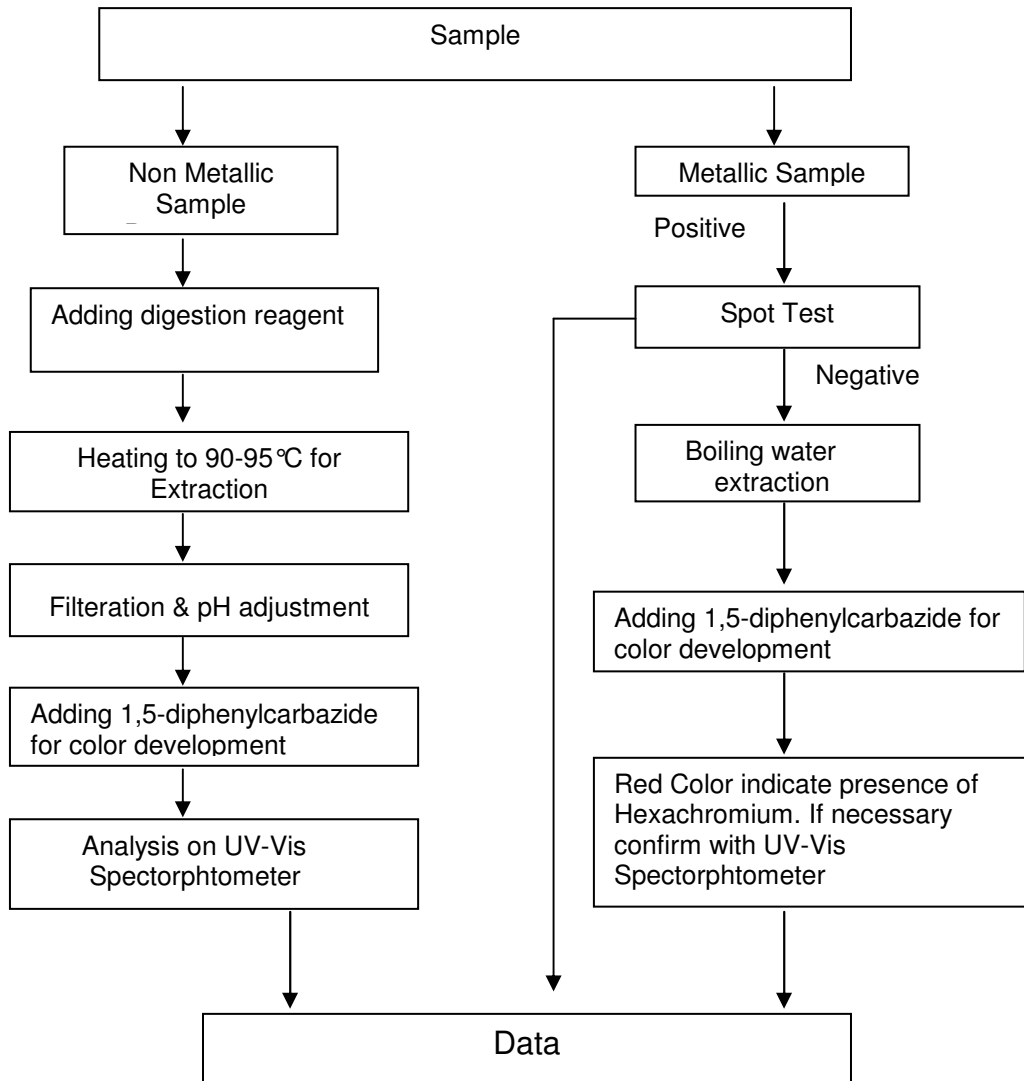 Sample
Non Metallic
Sample
Adding digestion reagent
Heating to 90-95°C for
Extraction
Filteration & pH adjustment
Adding 1,5-diphenylcarbazide
for color development
Analysis on UV-Vis
Spectorphtometer
Metallic Sample
Positive
Spot Test
Negative
Boiling water
extraction
Adding 1,5-diphenylcarbazide for
color development
Red Color indicate presence of
Hexachromium. If necessary
confirm with UV-Vis
Spectorphtometer
Data